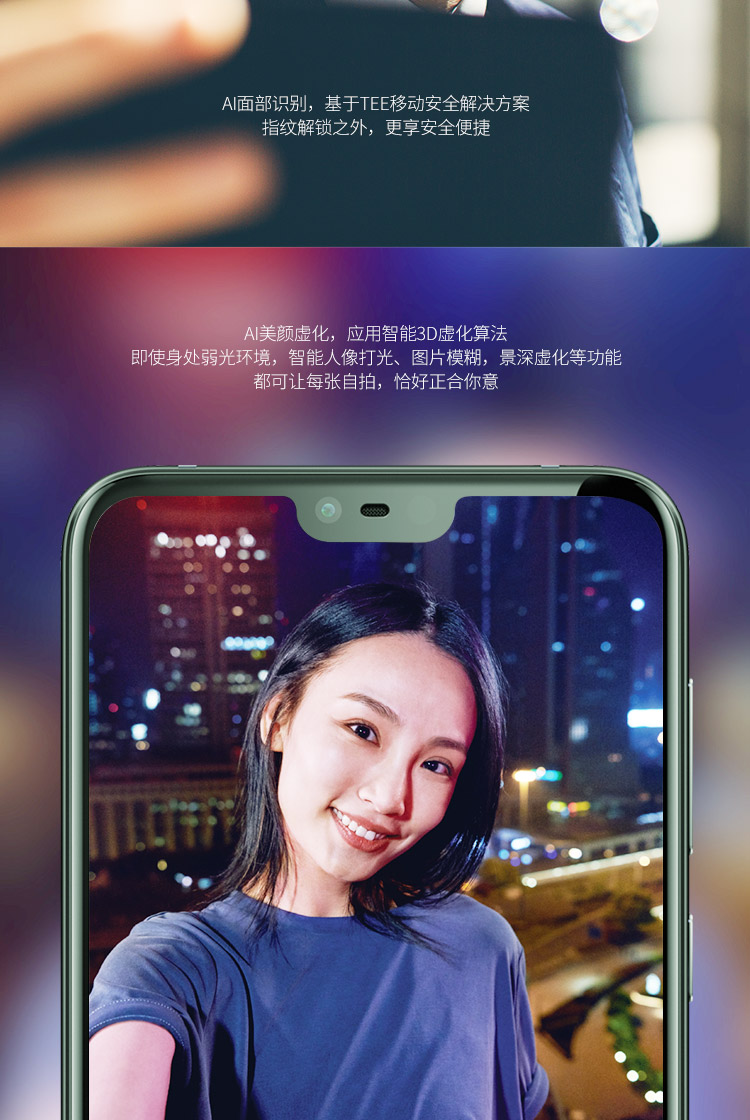 AI面部识别，基于TEE移动安全解决方案
指纹解锁之外，更享安全便捷
AI美颜虚化，应用智能3D虚化算法
即使身处弱光环境，智能人像打光、图片模糊，景深虚化等功能
都可让每张自拍，恰好正合你意